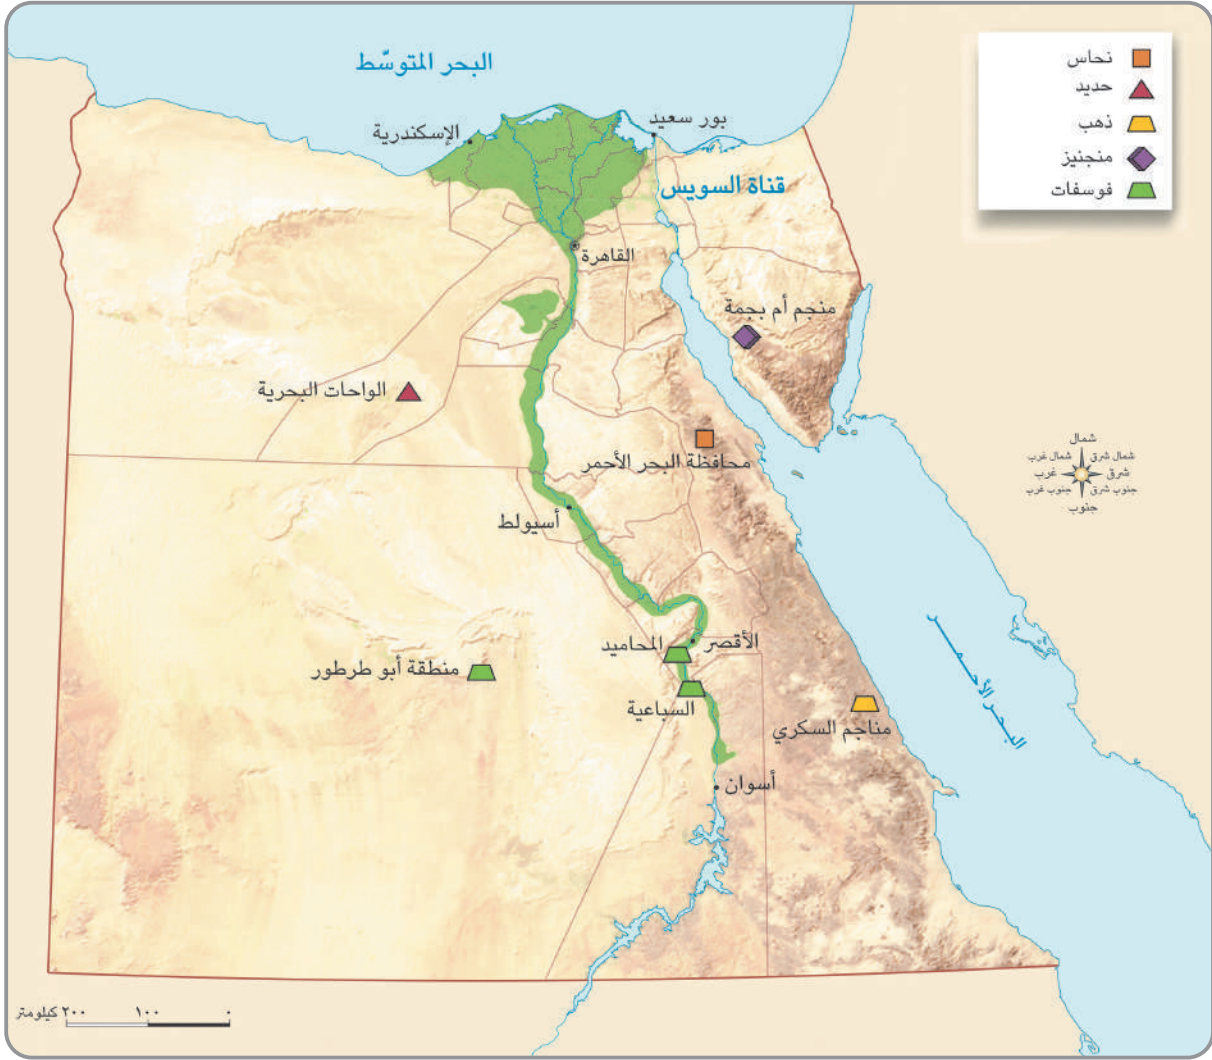 البحر المتوسّط
نحاس
حديد
ذهب
منجنيز
فوسفات
بور سعيد
الإسكندرية
قناة السويس
القاهرة
منجم أم بجمة
الواحات البحرية
محافظة البحر الأحمر
شمال
شمال غرب
شمال شرق
غرب
شرق
جنوب غرب
جنوب شرق
جنوب
أسيولط
الأقصر
المحاميد
منطقة أبو طرطور
السباعية
مناجم السكري
البحر الأحمر
أسوان
٠ ١٠٠ ٢٠٠ كيلومتر